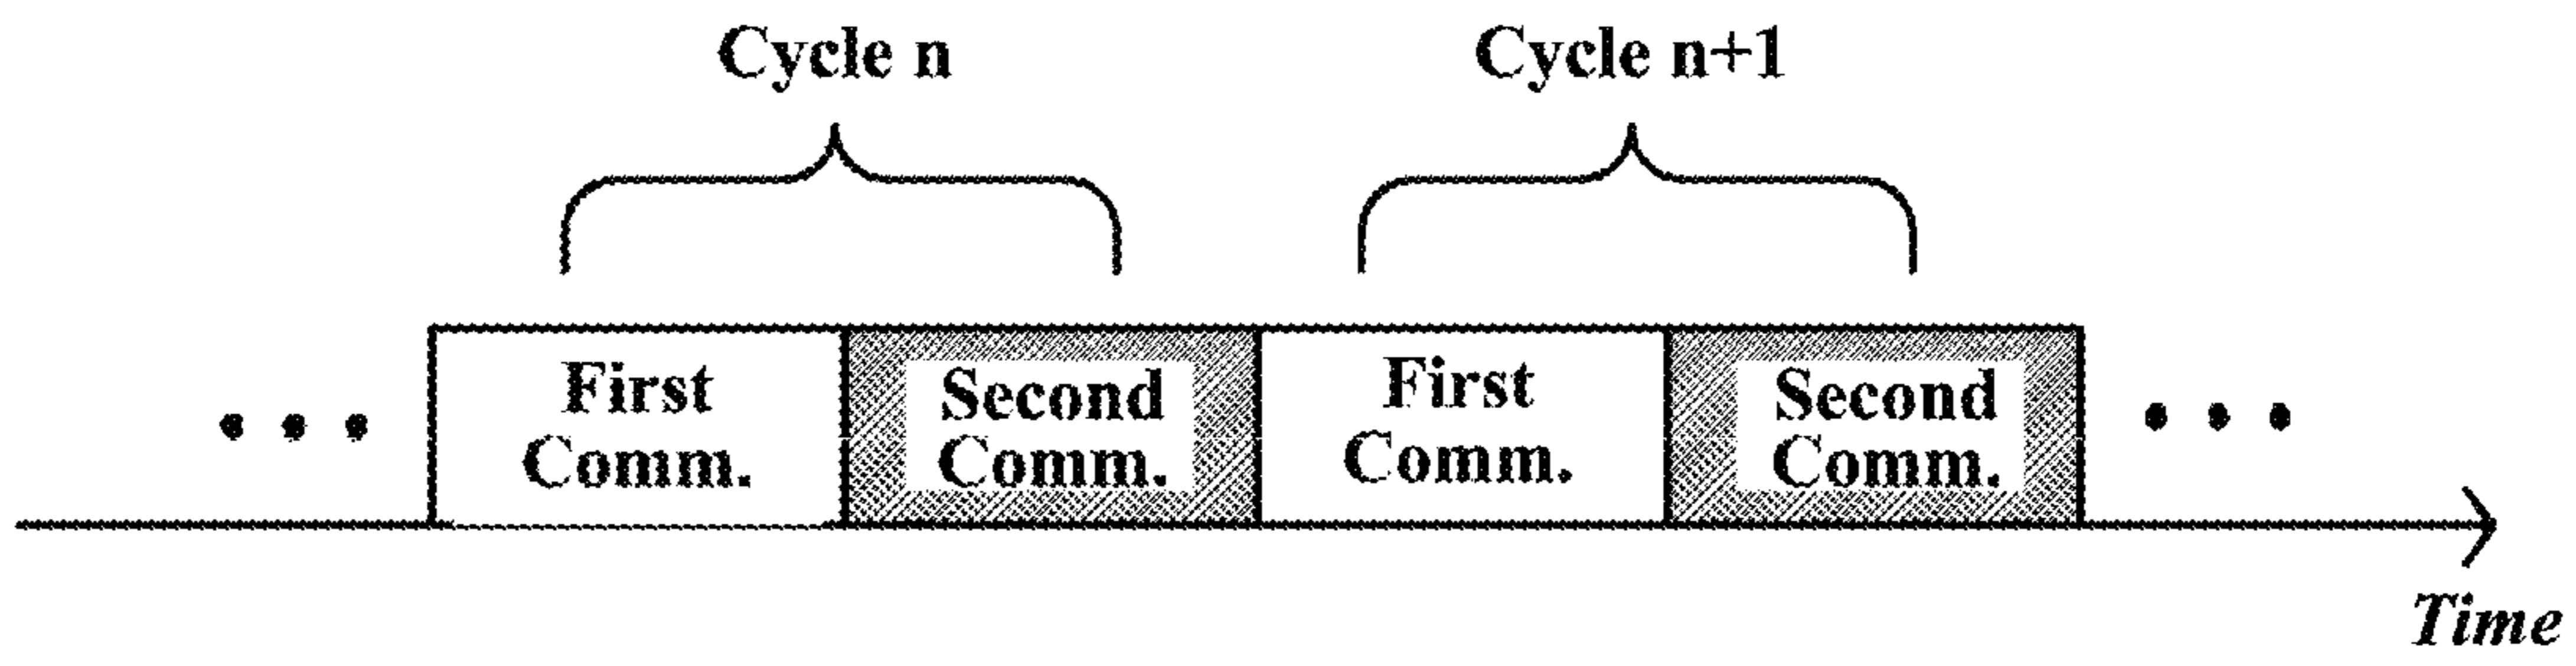 Cycle n
Cycle n+1
First
Comm.
Second
Comm.
First
Comm.
Second
Comm.
Time